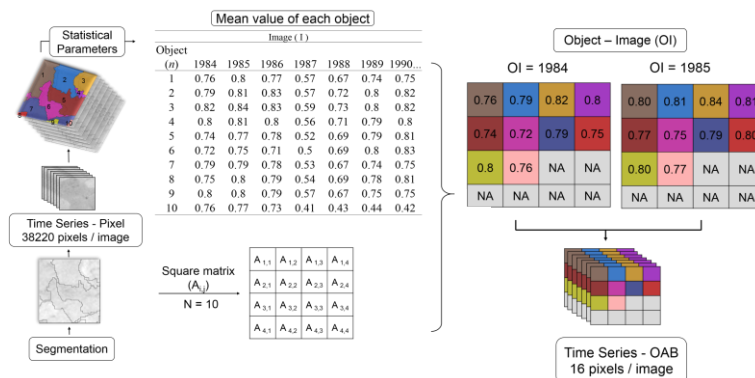 Statistical
Parameters
Time Series - Pixel
38220 pixels / image
Segmentation
Mean value of each object
Image ( I )
Object
(n) 1984 1985 1986 1987 1988 1989 1990...
1 0.76 0.8 0.77 0.57 0.67 0.74 0.75
2 0.79 0.81 0.83 0.57 0.72 0.8 0.82
3 0.82 0.84 0.83 0.59 0.73 0.8 0.82
4 0.8 0.81 0.8 0.56 0.71 0.79 0.8
5 0.74 0.77 0.78 0.52 0.69 0.79 0.81
6 0.72 0.75 0.71 0.5 0.69 0.8 0.83
7 0.79 0.79 0.78 0.53 0.67 0.74 0.75
8 0.75 0.8 0.79 0.54 0.69 0.78 0.81
9 0.8 0.8 0.79 0.57 0.67 0.75 0.75
10 0.76 0.77 0.73 0.41 0.43 0.44 0.42
Square matrix
(Ai,j)
N = 10
A1,1 A1,2 A1,3 A1,4
A2,1 A2,2 A2,3 A2,4
A3,1 A3,2 A3,3 A3,4
A4,1 A4,2 A4,3 A4,4
Object – Image (OI)
OI = 1984
0.76 0.79 0.82 0.8
0.74 0.72 0.79 0.75
0.8 0.76 NA NA
NA NA NA NA
OI = 1985
0.80 0.81 0.84 0.81
0.77 0.75 0.79 0.80
0.80 0.77 NA NA
NA NA NA NA
Time Series - OAB
16 pixels / image